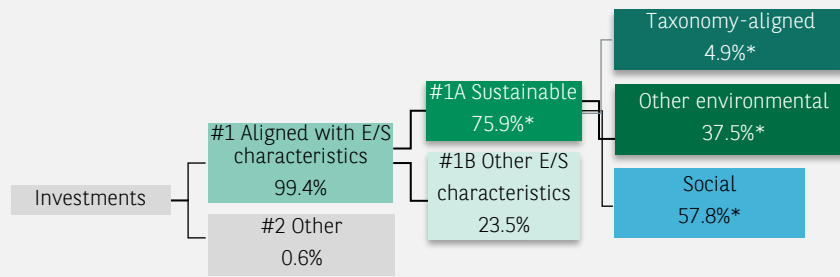 Investments
#1 Aligned with E/S
characteristics
99.4%
#2 Other
0.6%
#1A Sustainable
75.9%*
#1B Other E/S
characteristics
23.5%
Taxonomy-aligned
4.9%*
Other environmental
37.5%*
Social
57.8%*